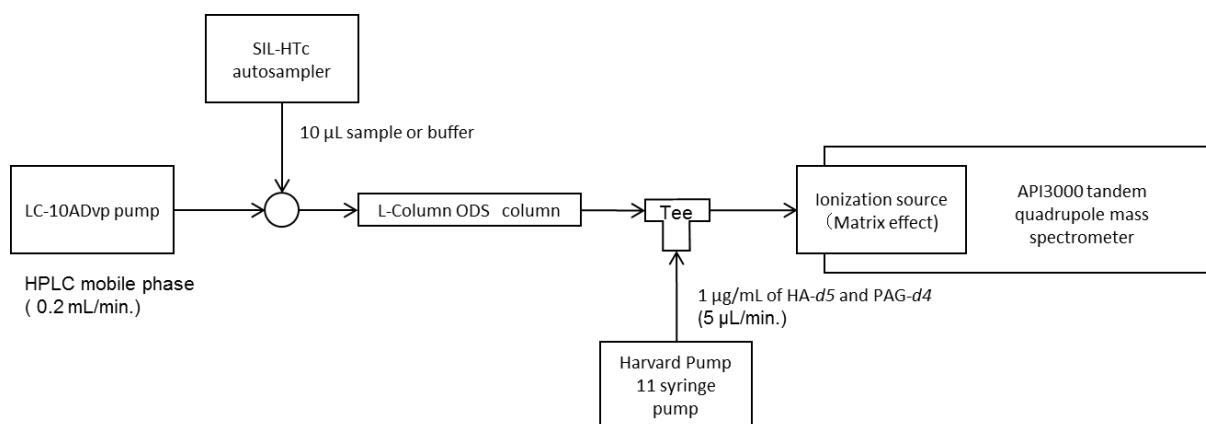 SIL-HTc
autosampler
10 µL sample or buffer
LC-10ADvp pump
HPLC mobile phase
( 0.2 mL/min.)
L-Column ODS column
Tee
Ionization source
（Matrix effect)
API3000 tandem
quadrupole mass
spectrometer
1 µg/mL of HA-d5 and PAG-d4
(5 µL/min.)
Harvard Pump
11 syringe
pump